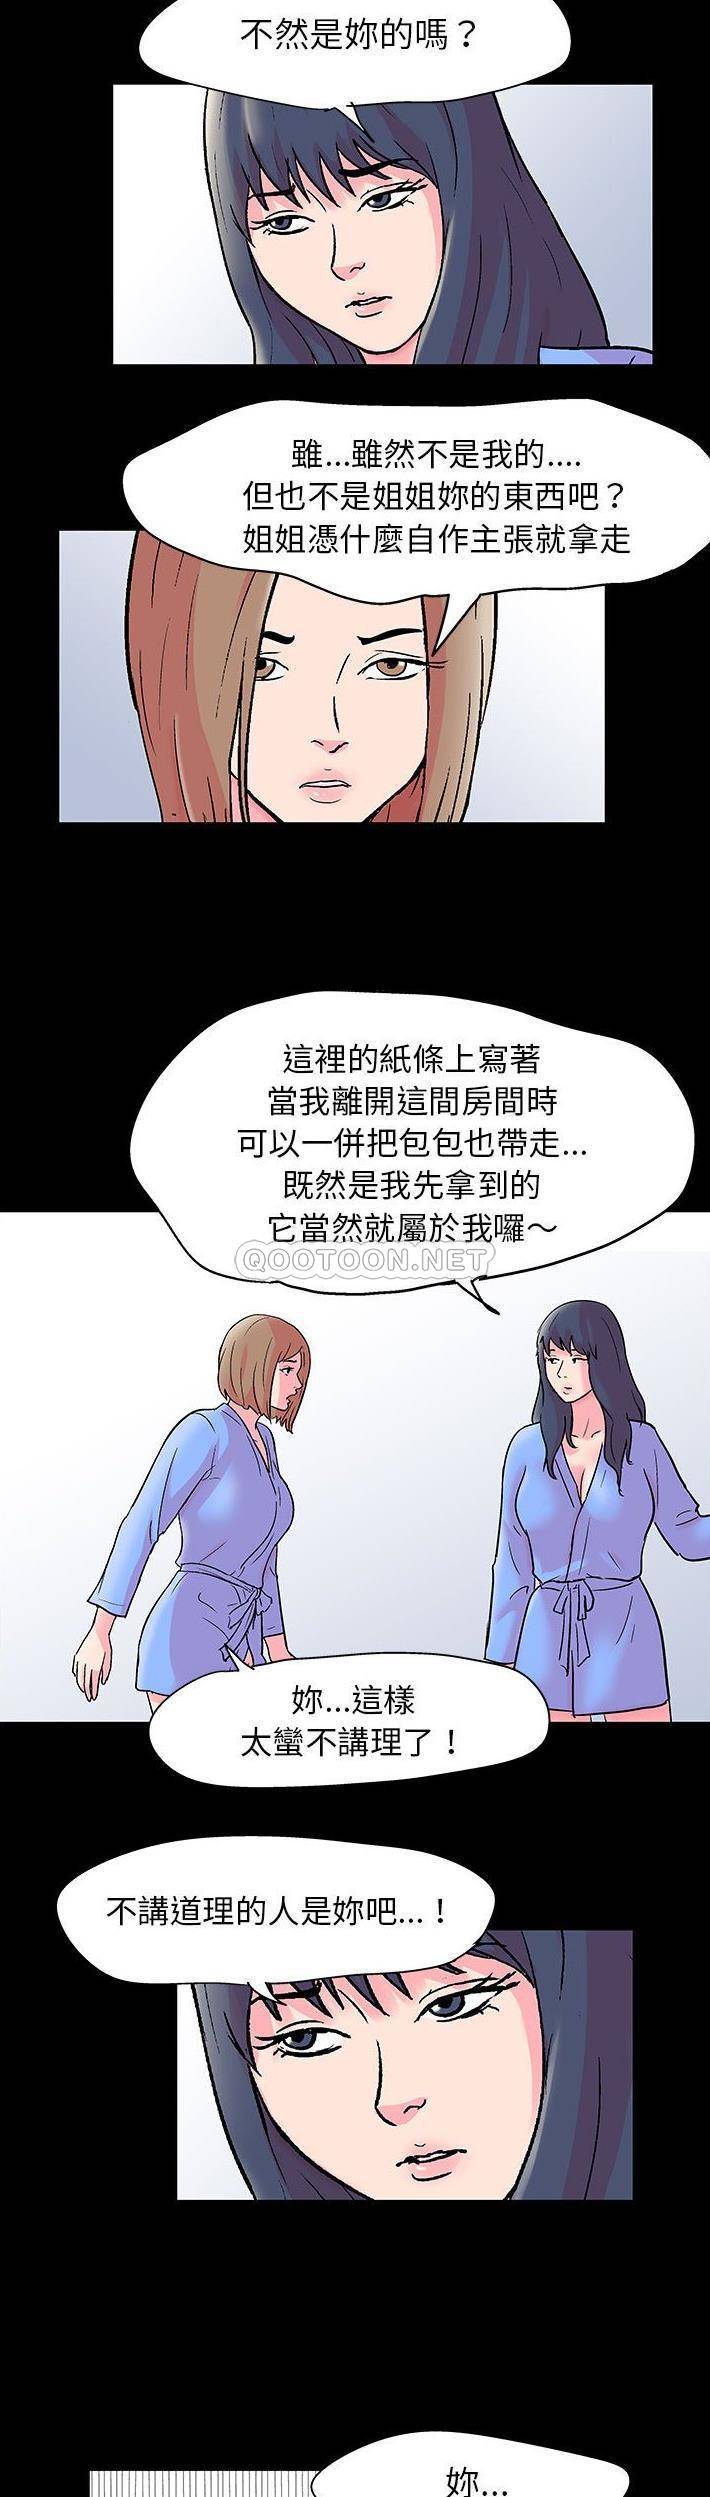 不然是妳的嗎？
雖...雖然不是我的....
但也不是姐姐妳的東西吧？
姐姐憑什麼自作主張就拿走
這裡的紙條上寫著
當我離開這間房間時
可以一併把包包也帶走...
既然是我先拿到的
它當然就屬於我囉～
QOOTOON.NET
妳...這樣
太蠻不講理了！
不講道理的人是妳吧...！
妳...